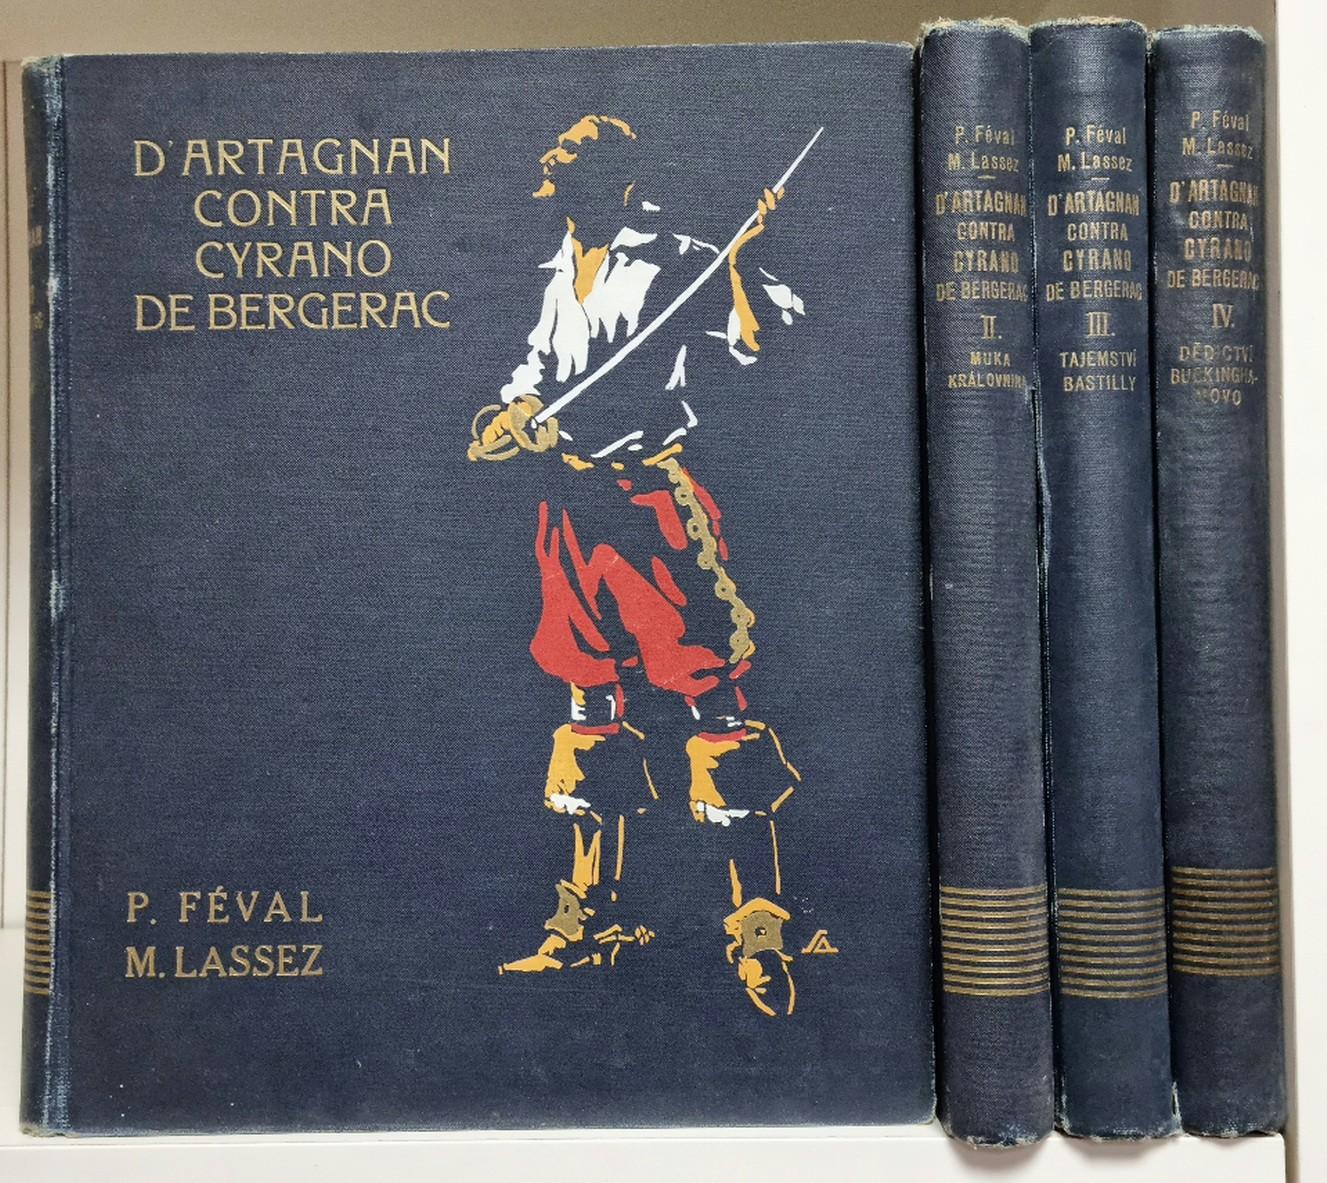 D'ARTAGNAN
CONTRA
CYRANO
DE BERGERAC
P. FÉVAL
M. LASSEZ
P. Féval
M. Lassez
D'ARTAGNAN
CONTRA
CYRANO
DE BERGERAC
II.
MUKA
KRÁLOVNINA
P. Féval
M. Lassez
D'ARTAGNAN
CONTRA
CYRANO
DE BERGERAC
III.
TAJEMSTVÍ
BASTILLY
P. Féval
M. Lassez
D'ARTAGNAN
CONTRA
CYRANO
DE BERGERAC
IV.
DĚDICTVÍ
BUCKINGHA-
MOVO